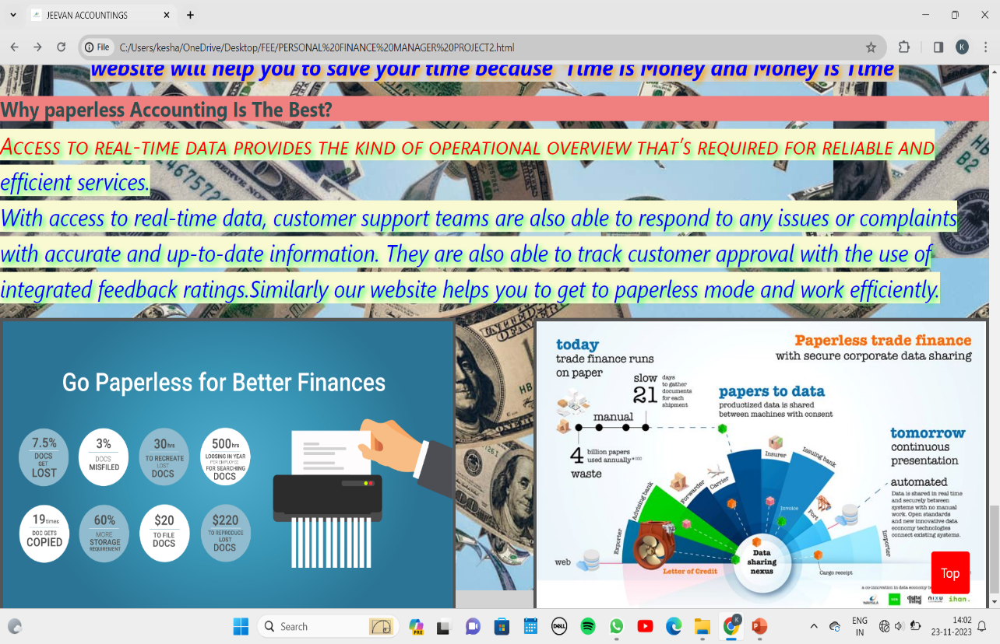 JEEVAN ACCOUNTINGS
File C:/Users/kesha/OneDrive/Desktop/FEE/PERSONAL%20FINANCE%20MANAGER%20PROJECT2.html
K
website will help you to save your time because "Time Is Money and Money Is Time"
Why paperless Accounting Is The Best?
ACCESS TO REAL-TIME DATA PROVIDES THE KIND OF OPERATIONAL OVERVIEW THAT'S REQUIRED FOR RELIABLE AND
efficient services.
With access to real-time data, customer support teams are also able to respond to any issues or complaints
with accurate and up-to-date information. They are also able to track customer approval with the use of
integrated feedback ratings.Similarly our website helps you to get to paperless mode and work efficiently.
Go Paperless for Better Finances
7.5%
DOCS
GET
LOST
3%
DOCS
MISFILED
30 hrs
TO RECREATE
LOST
DOCS
500 hrs
LOOSING IN YEAR
PER EMPLOYEE
FOR SEARCHING
DOCS
19 times
DOC GETS
COPIED
60%
MORE
STORAGE
REQUIREMENT
$20
TO FILE
DOCS
$220
TO REPRODUCE
LOST
DOCS
today
trade finance runs
on paper
Paperless trade finance
with secure corporate data sharing
slow
21
days
to gather
documents
for each
shipment
manual
4
billion papers
used annually*100
waste
papers to data
productized data is shared
between machines with consent
tomorrow
continuous
presentation
automated
Data is shared in real time
and securely between
systems with no manual
work. Open standards
and new innovative data
economy technologies
connect existing systems.
Exporter
Advising bank
Forwarder
Carrier
Insurer
Issuing bank
Port
Importer
Invoice
web
Letter of Credit
Data
sharing
nexus
Cargo receipt
Top
a co-innovation in data economy
WÄRTSILÄ
digital
living
NIXU
ihan.
HB
B2
Search
PRE
DELL
K
ENG
IN
14:02
23-11-2023